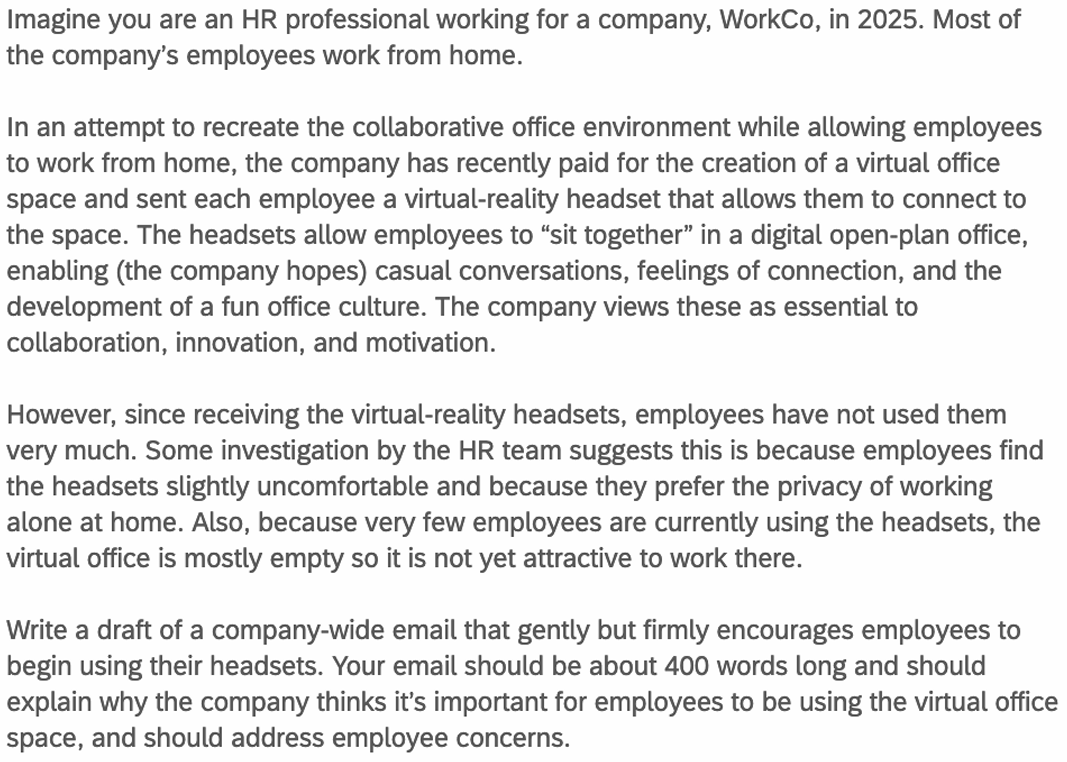 Imagine you are an HR professional working for a company, WorkCo, in 2025. Most of
the company’s employees work from home.
In an attempt to recreate the collaborative office environment while allowing employees
to work from home, the company has recently paid for the creation of a virtual office
space and sent each employee a virtual-reality headset that allows them to connect to
the space. The headsets allow employees to “sit together” in a digital open-plan office,
enabling (the company hopes) casual conversations, feelings of connection, and the
development of a fun office culture. The company views these as essential to
collaboration, innovation, and motivation.
However, since receiving the virtual-reality headsets, employees have not used them
very much. Some investigation by the HR team suggests this is because employees find
the headsets slightly uncomfortable and because they prefer the privacy of working
alone at home. Also, because very few employees are currently using the headsets, the
virtual office is mostly empty so it is not yet attractive to work there.
Write a draft of a company-wide email that gently but firmly encourages employees to
begin using their headsets. Your email should be about 400 words long and should
explain why the company thinks it’s important for employees to be using the virtual office
space, and should address employee concerns.